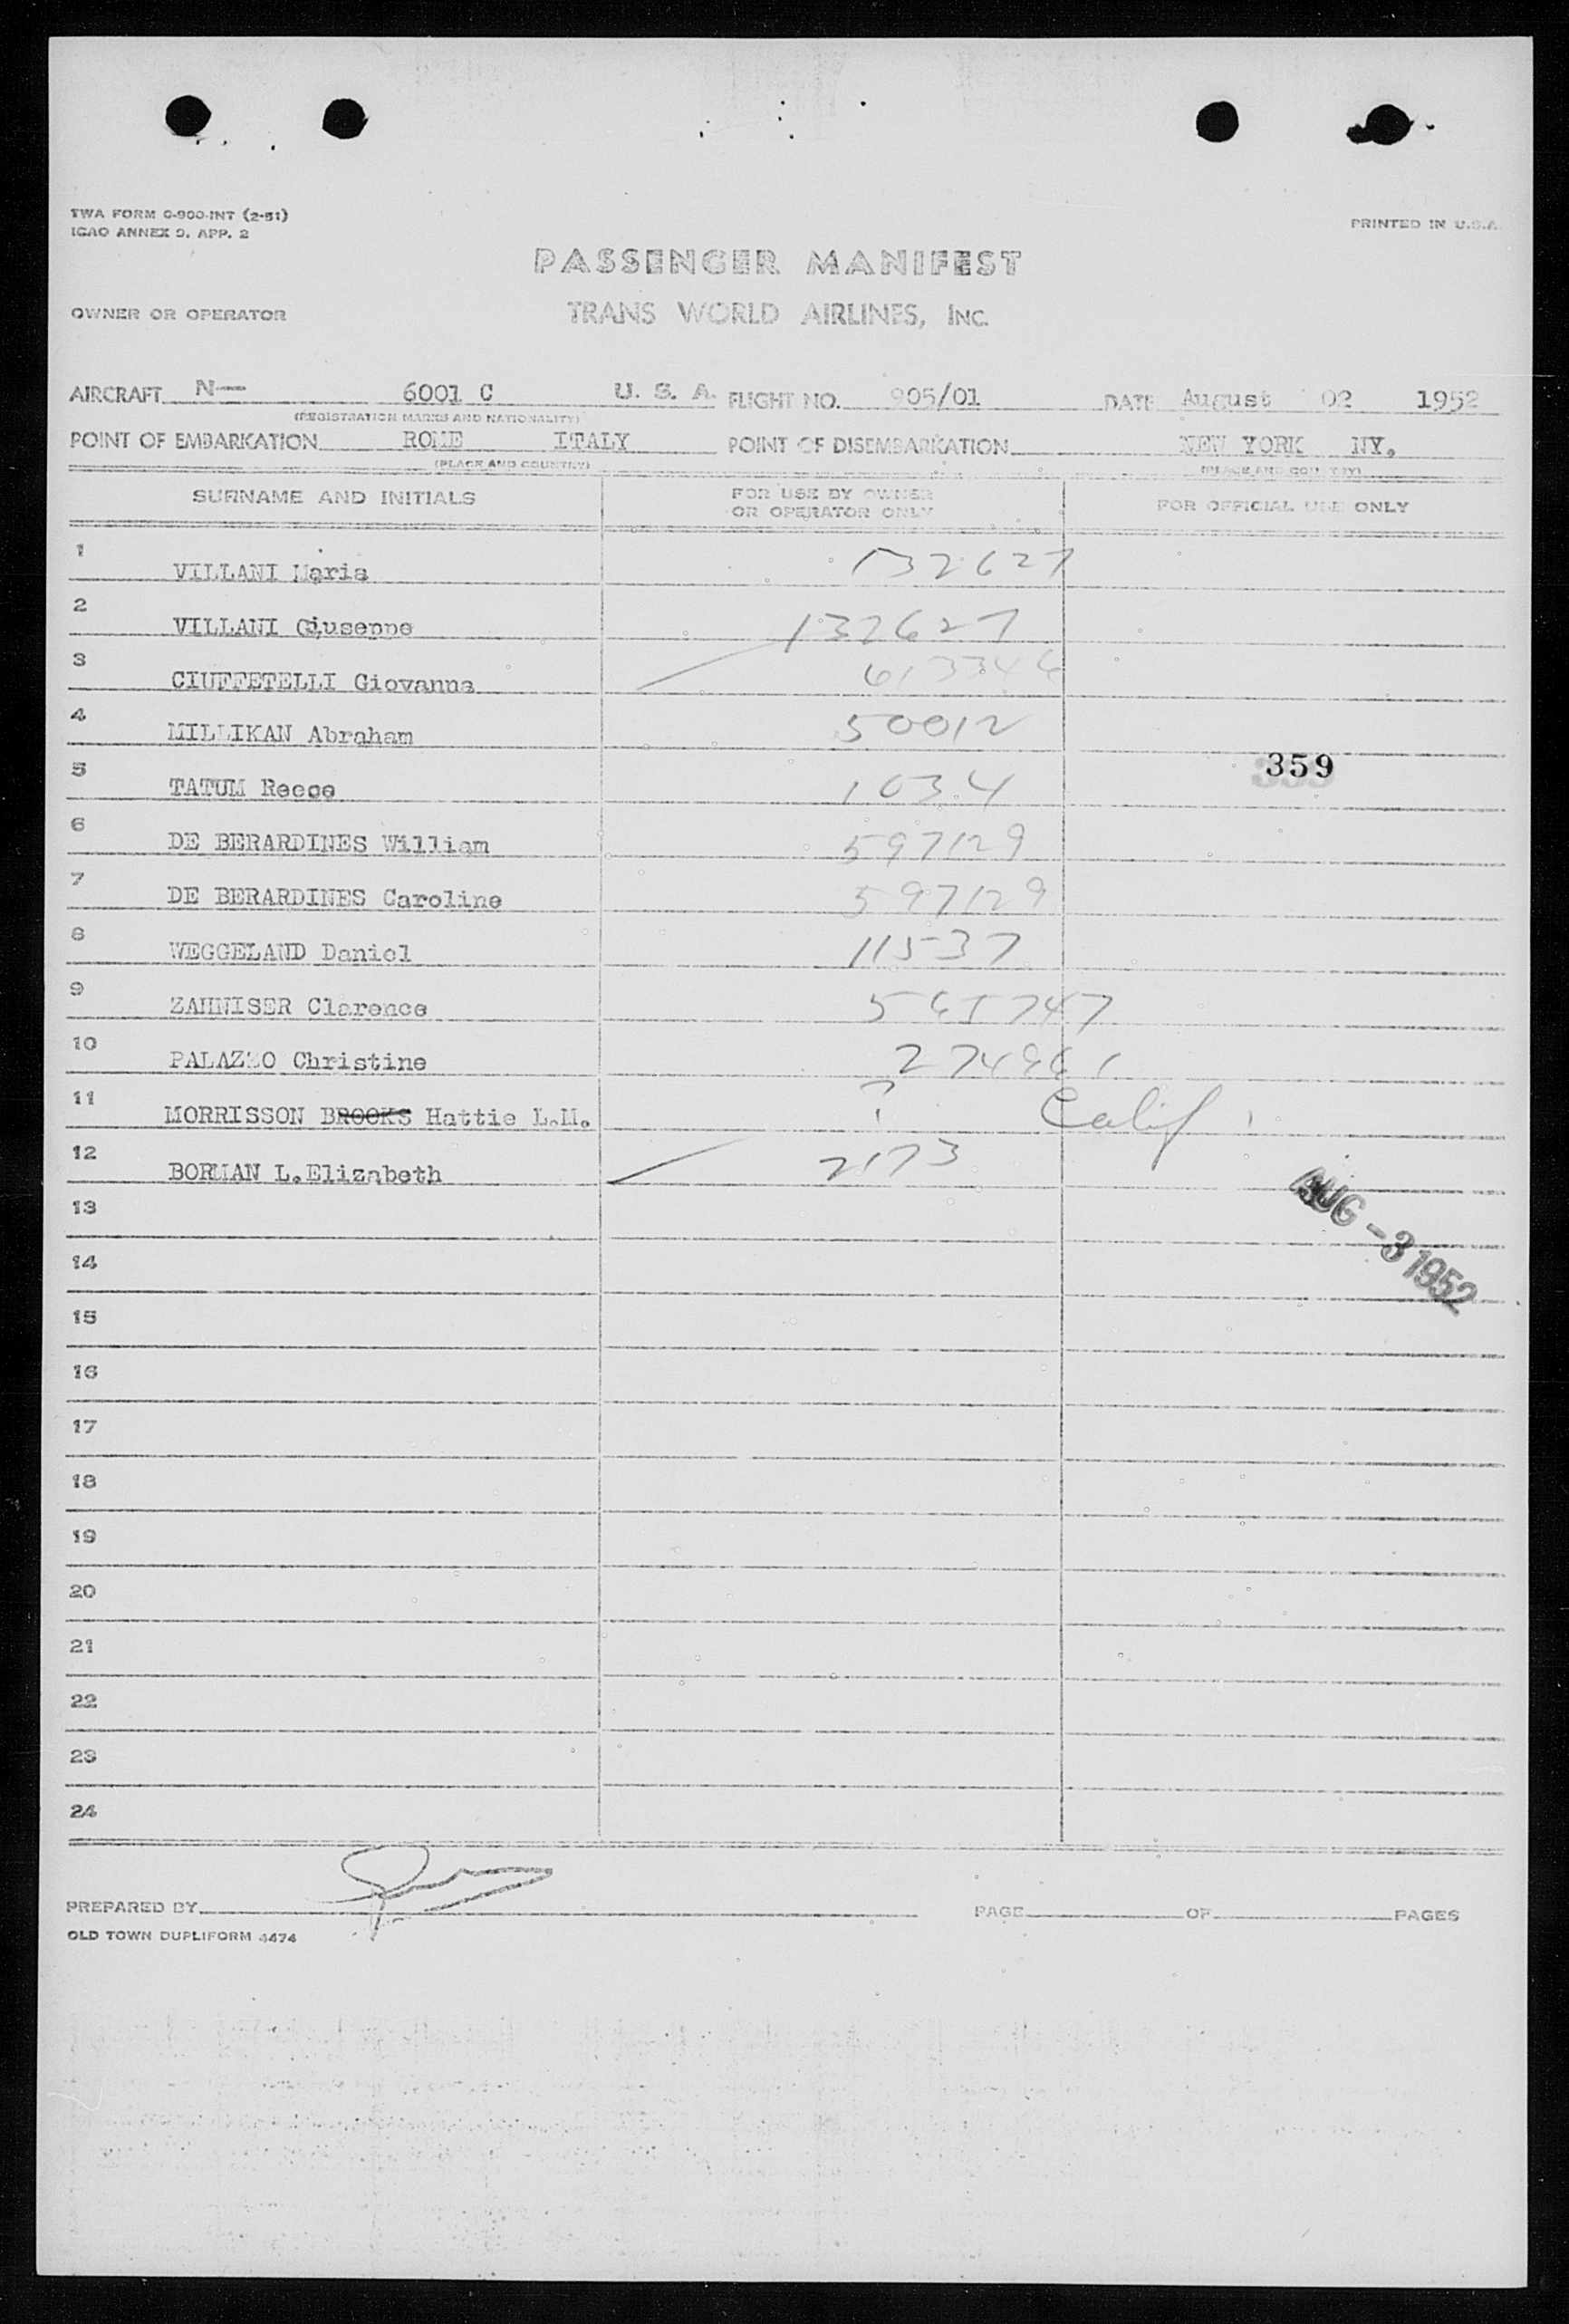 TWA FORM O-900-INT (2-51)
ICAO ANNEX 9. APP. 2
PRINTED IN U.S.A.
PASSENGER MANIFEST
OWNER OR OPERATOR
TRANS WORLD AIRLINES, INC.
AIRCRAFT N— 6001 C U. S. A. FLIGHT NO. 905/01 DATE August 02 1952
(REGISTRATION MARKS AND NATIONALITY)
POINT OF EMBARKATION ROME ITALY POINT OF DISEMBARKATION NEW YORK NY.
(PLACE AND COUNTRY) (PLACE AND COUNTRY)
SURNAME AND INITIALS FOR USE BY OWNER OR OPERATOR ONLY FOR OFFICIAL USE ONLY
1 VILLANI Maria 132627
2 VILLANI Giuseppe 132627
3 CIUFFETELLI Giovanna 613346
4 MILLIKAN Abraham 50012
359
5 TATUM Reece 1034
6 DE BERARDINES William 597129
7 DE BERARDINES Caroline 597129
8 WEGGELAND Daniel 11537
9 ZAHNISER Clarence
10 PALAZZO Christine
11 MORRISSON BROOKS Hattie L.M. ? Calif
12 BORMAN L.Elizabeth 2173
AUG -3 1952
13
14
15
16
17
18
19
20
21
22
23
24
PREPARED BY PAGE OF PAGES
OLD TOWN DUPLIFORM 4474